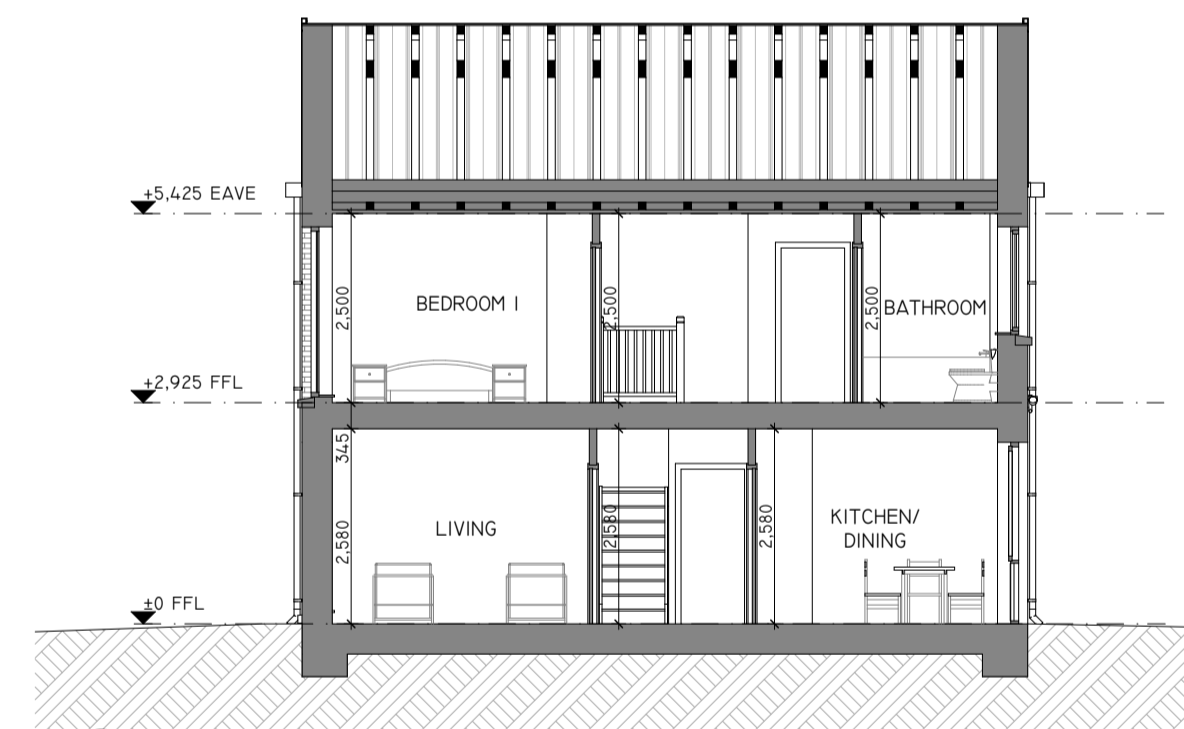 +5,425 EAVE
2,500
BEDROOM 1
2,500
2,500
BATHROOM
+2,925 FFL
345
2,580
LIVING
2,580
2,580
KITCHEN/
DINING
±0 FFL